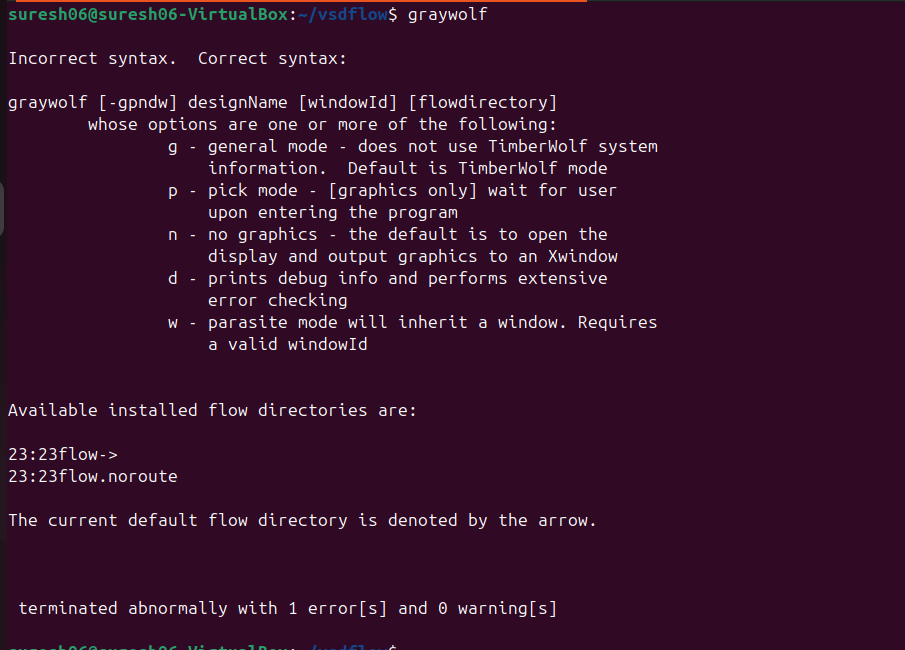 suresh06@suresh06-VirtualBox:~/vsdflow$ graywolf
Incorrect syntax.  Correct syntax:
graywolf [-gpndw] designName [windowId] [flowdirectory]
whose options are one or more of the following:
g - general mode - does not use TimberWolf system
information.  Default is TimberWolf mode
p - pick mode - [graphics only] wait for user
upon entering the program
n - no graphics - the default is to open the
display and output graphics to an Xwindow
d - prints debug info and performs extensive
error checking
w - parasite mode will inherit a window. Requires
a valid windowId
Available installed flow directories are:
23:23flow->
23:23flow.noroute
The current default flow directory is denoted by the arrow.
terminated abnormally with 1 error[s] and 0 warning[s]
suresh06@suresh06-VirtualBox:~/vsdflow$